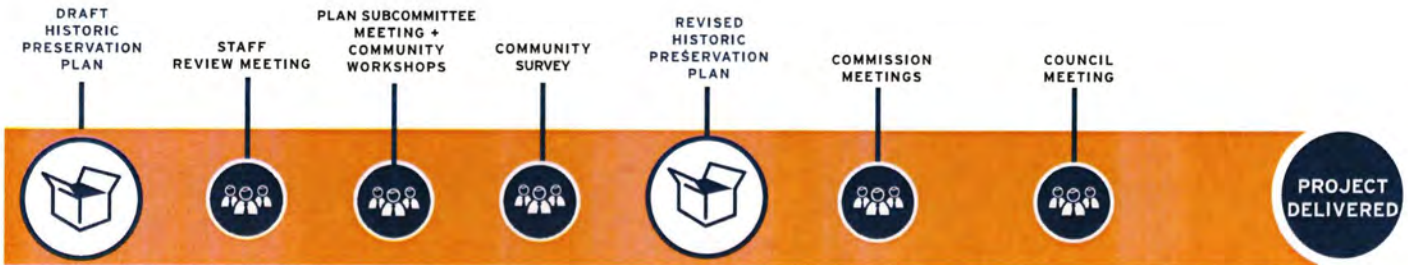 DRAFT
HISTORIC
PRESERVATION
PLAN
STAFF
REVIEW MEETING
PLAN SUBCOMMITTEE
MEETING +
COMMUNITY
WORKSHOPS
COMMUNITY
SURVEY
REVISED
HISTORIC
PRESERVATION
PLAN
COMMISSION
MEETINGS
COUNCIL
MEETING
PROJECT
DELIVERED